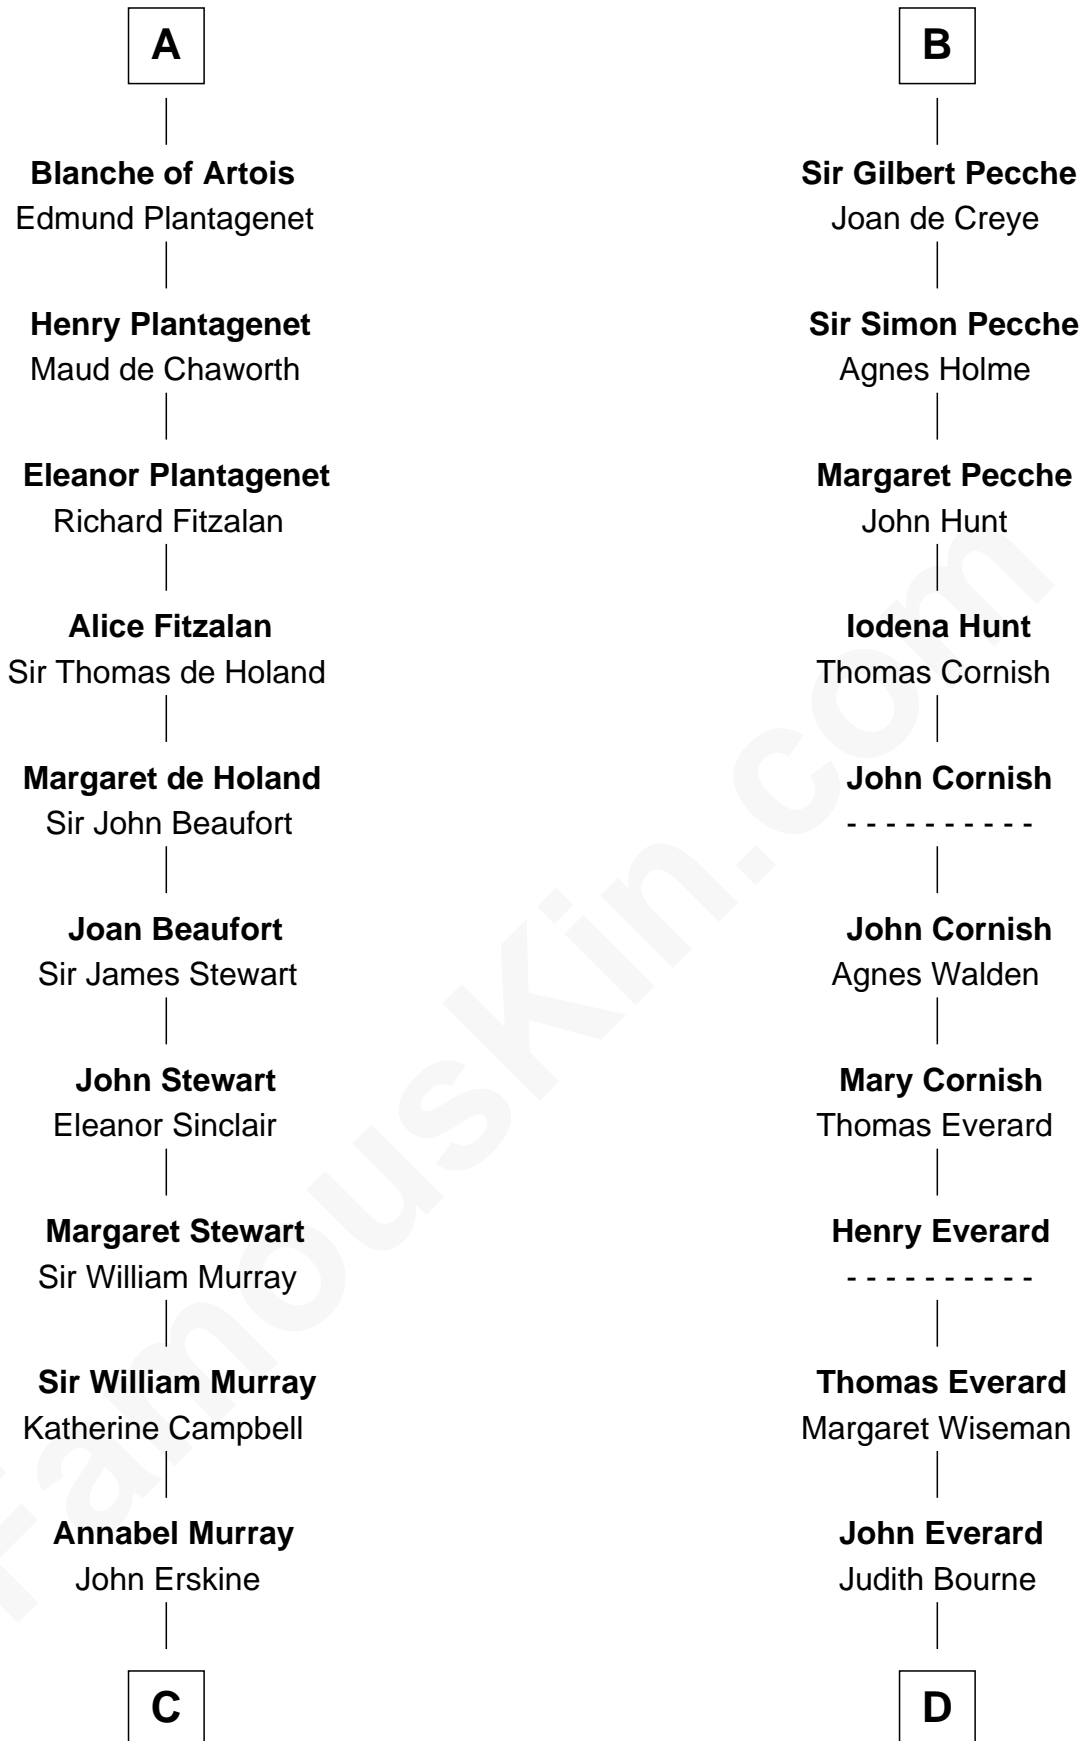 A
Blanche of Artois
Edmund Plantagenet
Henry Plantagenet
Maud de Chaworth
Eleanor Plantagenet
Richard Fitzalan
Alice Fitzalan
Sir Thomas de Holand
Margaret de Holand
Sir John Beaufort
Joan Beaufort
Sir James Stewart
John Stewart
Eleanor Sinclair
Margaret Stewart
Sir William Murray
Sir William Murray
Katherine Campbell
Annabel Murray
John Erskine
C
B
Sir Gilbert Pecche
Joan de Creye
Sir Simon Pecche
Agnes Holme
Margaret Pecche
John Hunt
Iodena Hunt
Thomas Cornish
John Cornish
- - - - - - - - - -
John Cornish
Agnes Walden
Mary Cornish
Thomas Everard
Henry Everard
- - - - - - - - - -
Thomas Everard
Margaret Wiseman
John Everard
Judith Bourne
D
FamousKin.com